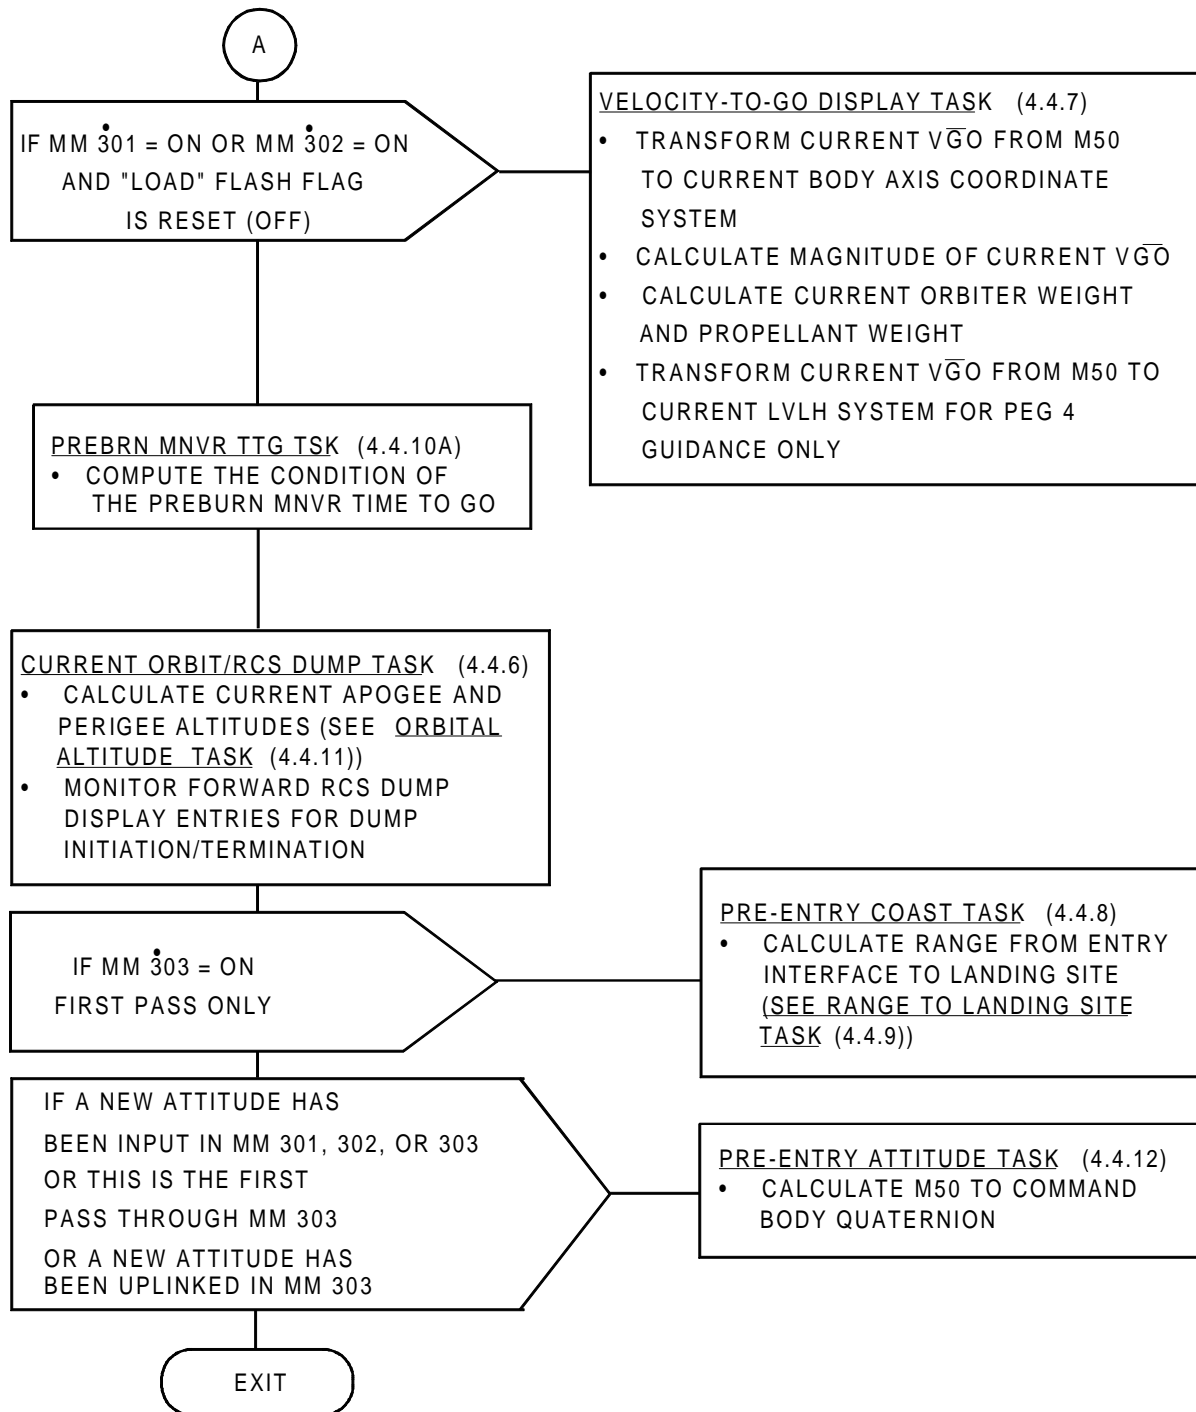 A
IF MM 301 = ON OR MM 302 = ON
AND "LOAD" FLASH FLAG
IS RESET (OFF)
VELOCITY-TO-GO DISPLAY TASK (4.4.7)
• TRANSFORM CURRENT VGO FROM M50
TO CURRENT BODY AXIS COORDINATE
SYSTEM
• CALCULATE MAGNITUDE OF CURRENT VGO
• CALCULATE CURRENT ORBITER WEIGHT
AND PROPELLANT WEIGHT
• TRANSFORM CURRENT VGO FROM M50 TO
CURRENT LVLH SYSTEM FOR PEG 4
GUIDANCE ONLY
PREBRN MNVR TTG TSK (4.4.10A)
• COMPUTE THE CONDITION OF
THE PREBURN MNVR TIME TO GO
CURRENT ORBIT/RCS DUMP TASK (4.4.6)
• CALCULATE CURRENT APOGEE AND
PERIGEE ALTITUDES (SEE ORBITAL
ALTITUDE TASK (4.4.11))
• MONITOR FORWARD RCS DUMP
DISPLAY ENTRIES FOR DUMP
INITIATION/TERMINATION
IF MM 303 = ON
FIRST PASS ONLY
PRE-ENTRY COAST TASK (4.4.8)
• CALCULATE RANGE FROM ENTRY
INTERFACE TO LANDING SITE
(SEE RANGE TO LANDING SITE
TASK (4.4.9))
IF A NEW ATTITUDE HAS
BEEN INPUT IN MM 301, 302, OR 303
OR THIS IS THE FIRST
PASS THROUGH MM 303
OR A NEW ATTITUDE HAS
BEEN UPLINKED IN MM 303
PRE-ENTRY ATTITUDE TASK (4.4.12)
• CALCULATE M50 TO COMMAND
BODY QUATERNION
EXIT